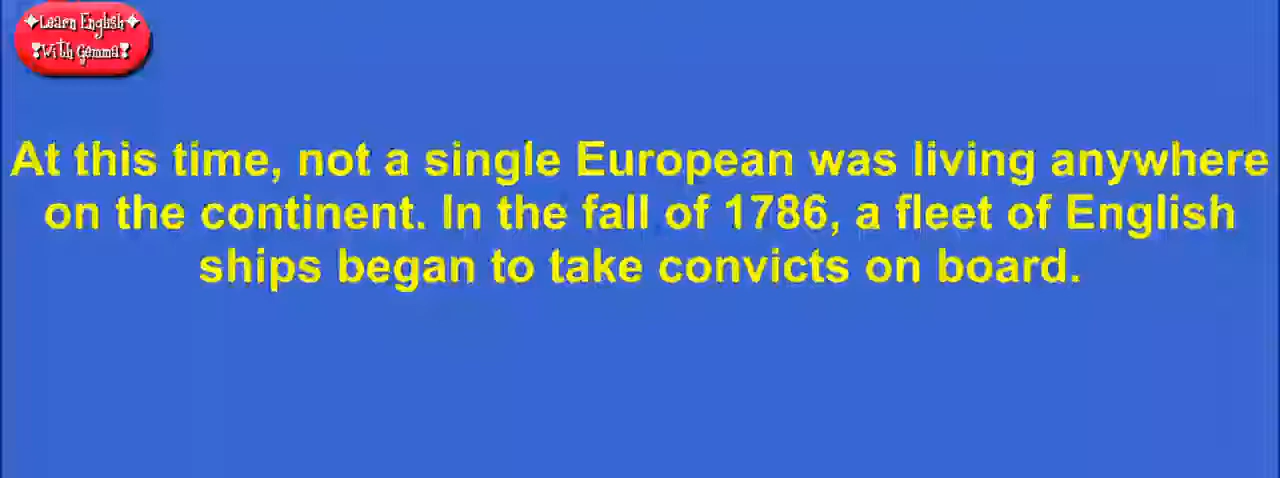 ✦Learn English✦
❣With Gemma❣
At this time, not a single European was living anywhere
on the continent. In the fall of 1786, a fleet of English
ships began to take convicts on board.